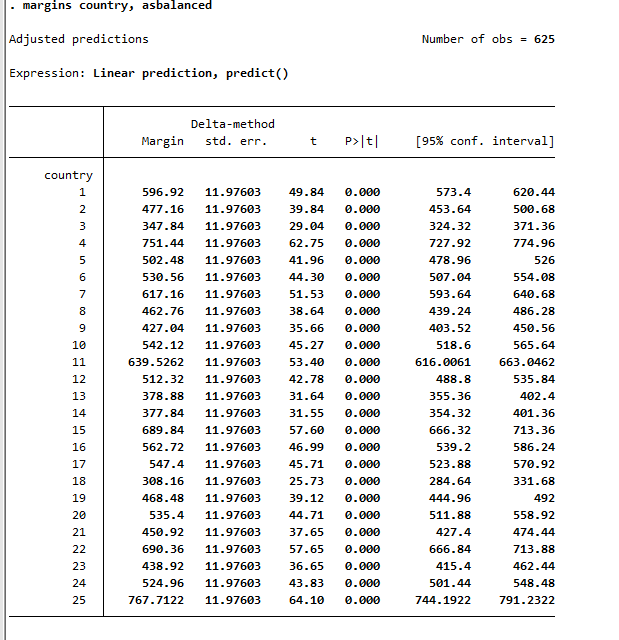 . margins country, asbalanced
Adjusted predictions Number of obs = 625
Expression: Linear prediction, predict()
Delta-method
Margin std. err. t P>|t| [95% conf. interval]
country
1 596.92 11.97603 49.84 0.000 573.4 620.44
2 477.16 11.97603 39.84 0.000 453.64 500.68
3 347.84 11.97603 29.04 0.000 324.32 371.36
4 751.44 11.97603 62.75 0.000 727.92 774.96
5 502.48 11.97603 41.96 0.000 478.96 526
6 530.56 11.97603 44.30 0.000 507.04 554.08
7 617.16 11.97603 51.53 0.000 593.64 640.68
8 462.76 11.97603 38.64 0.000 439.24 486.28
9 427.04 11.97603 35.66 0.000 403.52 450.56
10 542.12 11.97603 45.27 0.000 518.6 565.64
11 639.5262 11.97603 53.40 0.000 616.0061 663.0462
12 512.32 11.97603 42.78 0.000 488.8 535.84
13 378.88 11.97603 31.64 0.000 355.36 402.4
14 377.84 11.97603 31.55 0.000 354.32 401.36
15 689.84 11.97603 57.60 0.000 666.32 713.36
16 562.72 11.97603 46.99 0.000 539.2 586.24
17 547.4 11.97603 45.71 0.000 523.88 570.92
18 308.16 11.97603 25.73 0.000 284.64 331.68
19 468.48 11.97603 39.12 0.000 444.96 492
20 535.4 11.97603 44.71 0.000 511.88 558.92
21 450.92 11.97603 37.65 0.000 427.4 474.44
22 690.36 11.97603 57.65 0.000 666.84 713.88
23 438.92 11.97603 36.65 0.000 415.4 462.44
24 524.96 11.97603 43.83 0.000 501.44 548.48
25 767.7122 11.97603 64.10 0.000 744.1922 791.2322